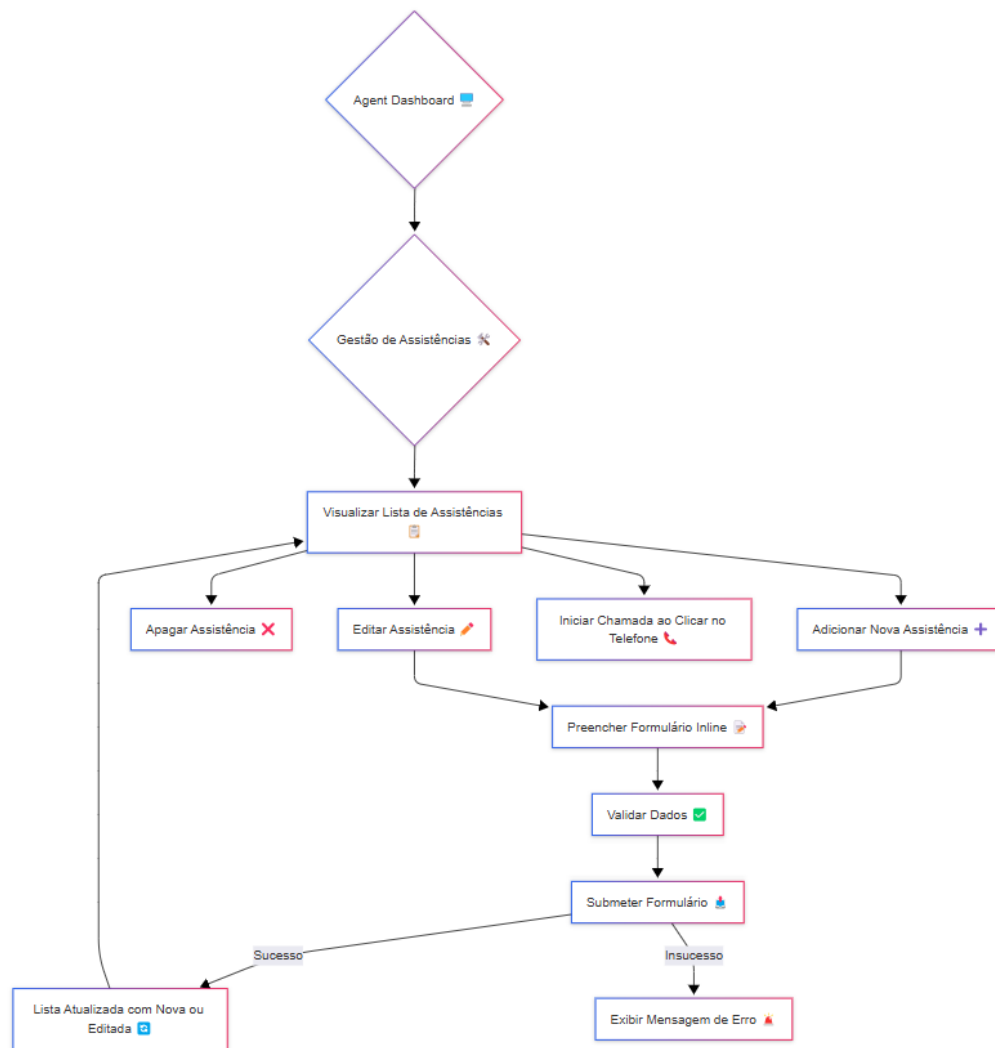 Agent Dashboard 🖥️
Gestão de Assistências 🛠️
Visualizar Lista de Assistências
📋
Apagar Assistência ❌
Editar Assistência ✏️
Iniciar Chamada ao Clicar no
Telefone 📞
Adicionar Nova Assistência ➕
Preencher Formulário Inline 📝
Validar Dados ✅
Submeter Formulário 📤
Sucesso
Insucesso
Lista Atualizada com Nova ou
Editada 🔄
Exibir Mensagem de Erro 🚨